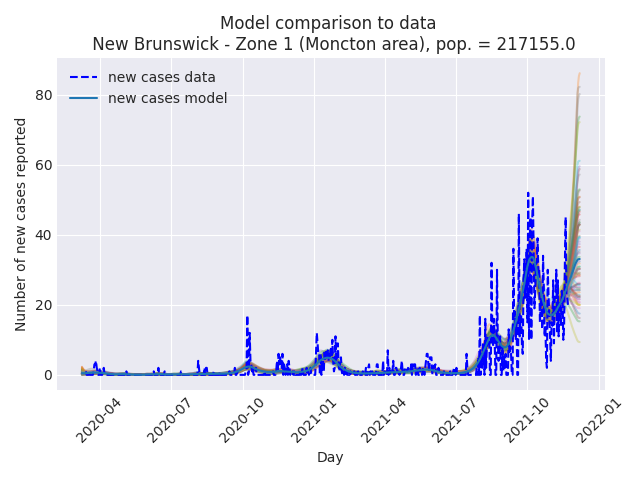 Model comparison to data
New Brunswick - Zone 1 (Moncton area), pop. = 217155.0
new cases data
new cases model
Number of new cases reported
80
60
40
20
0
2020-04
2020-07
2020-10
2021-01
2021-04
2021-07
2021-10
2022-01
Day